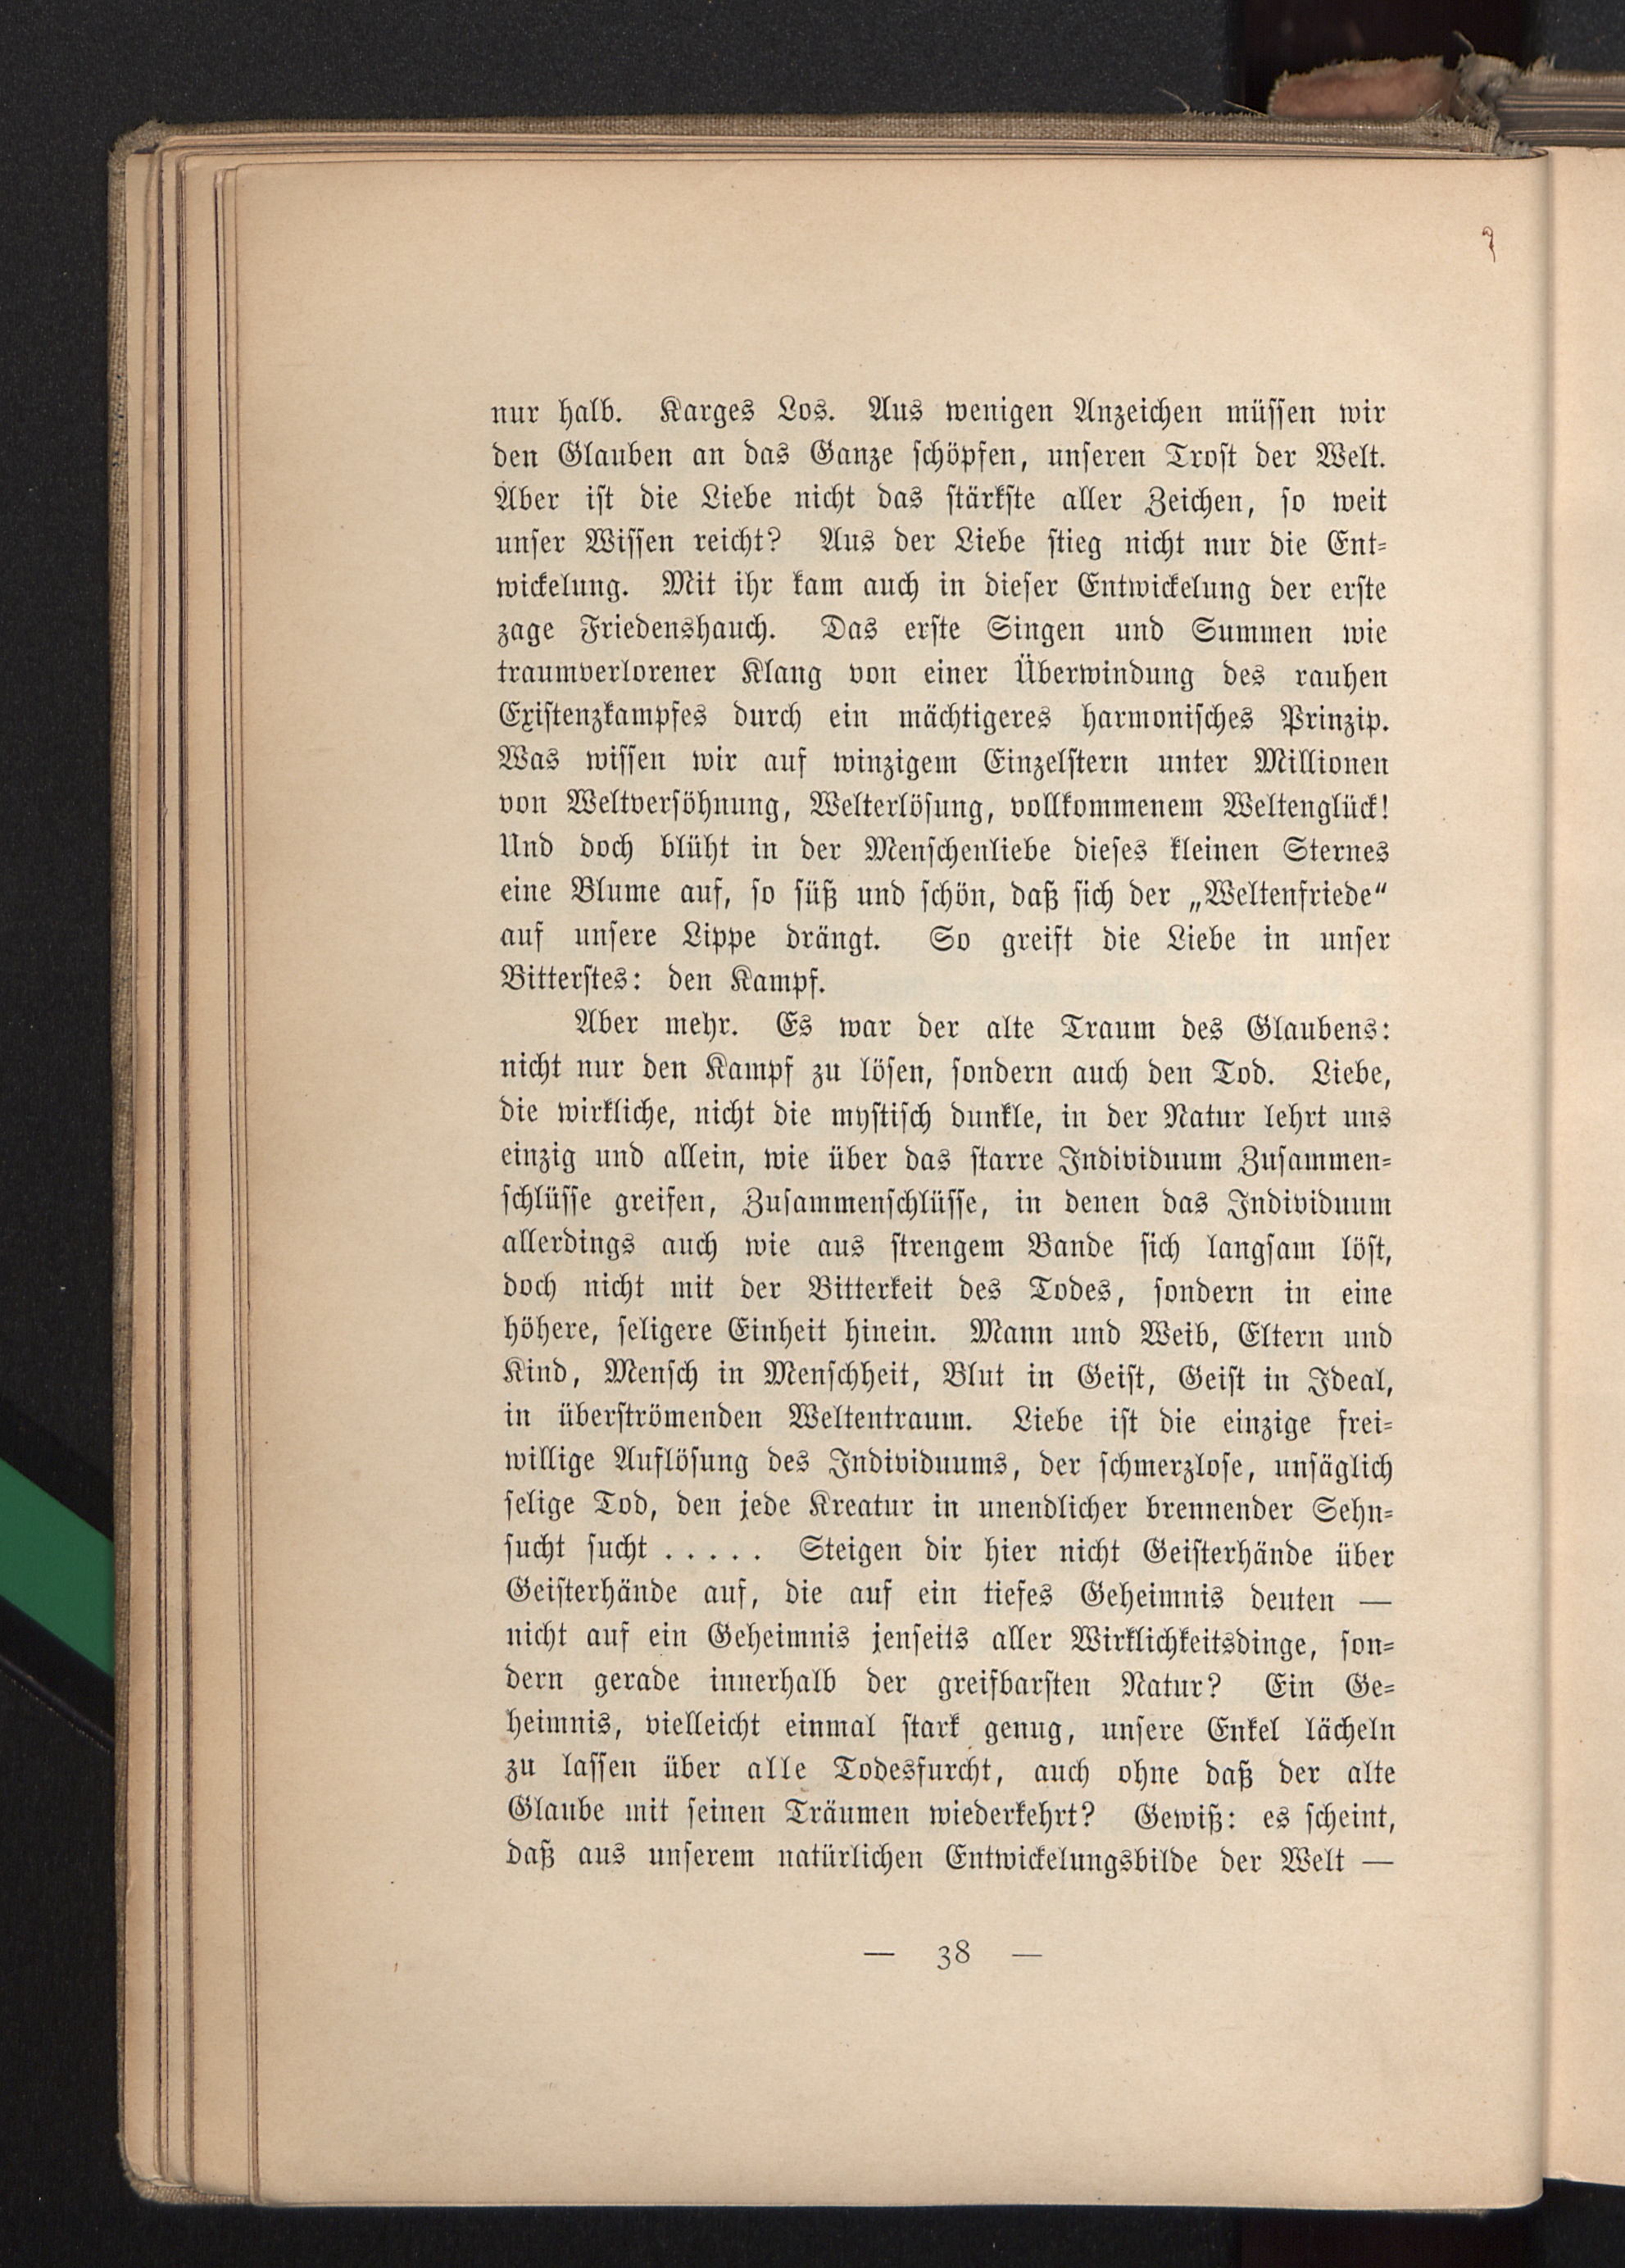 nur halb. Karges Los. Aus wenigen Anzeichen müssen wir
den Glauben an das Ganze schöpfen, unseren Trost der Welt.
Aber ist die Liebe nicht das stärkste aller Zeichen, so weit
unser Wissen reicht? Aus der Liebe stieg nicht nur die Ent-
wickelung. Mit ihr kam auch in dieser Entwickelung der erste
zage Friedenshauch. Das erste Singen und Summen wie
traumverlorener Klang von einer Überwindung des rauhen
Existenzkampfes durch ein mächtigeres harmonisches Prinzip.
Was wissen wir auf winzigem Einzelstern unter Millionen
von Weltversöhnung, Welterlösung, vollkommenem Weltenglück!
Und doch blüht in der Menschenliebe dieses kleinen Sternes
eine Blume auf, so süß und schön, daß sich der „Weltenfriede“
auf unsere Lippe drängt. So greift die Liebe in unser
Bitterstes: den Kampf.
Aber mehr. Es war der alte Traum des Glaubens:
nicht nur den Kampf zu lösen, sondern auch den Tod. Liebe,
die wirkliche, nicht die mystisch dunkle, in der Natur lehrt uns
einzig und allein, wie über das starre Individuum Zusammen-
schlüsse greifen, Zusammenschlüsse, in denen das Individuum
allerdings auch wie aus strengem Bande sich langsam löst,
doch nicht mit der Bitterkeit des Todes, sondern in eine
höhere, seligere Einheit hinein. Mann und Weib, Eltern und
Kind, Mensch in Menschheit, Blut in Geist, Geist in Ideal,
in überströmenden Weltentraum. Liebe ist die einzige frei-
willige Auflösung des Individuums, der schmerzlose, unsäglich
selige Tod, den jede Kreatur in unendlicher brennender Sehn-
sucht sucht ..... Steigen dir hier nicht Geisterhände über
Geisterhände auf, die auf ein tiefes Geheimnis deuten —
nicht auf ein Geheimnis jenseits aller Wirklichkeitsdinge, son-
dern gerade innerhalb der greifbarsten Natur? Ein Ge-
heimnis, vielleicht einmal stark genug, unsere Enkel lächeln
zu lassen über alle Todesfurcht, auch ohne daß der alte
Glaube mit seinen Träumen wiederkehrt? Gewiß: es scheint,
daß aus unserem natürlichen Entwickelungsbilde der Welt —
— 38 —